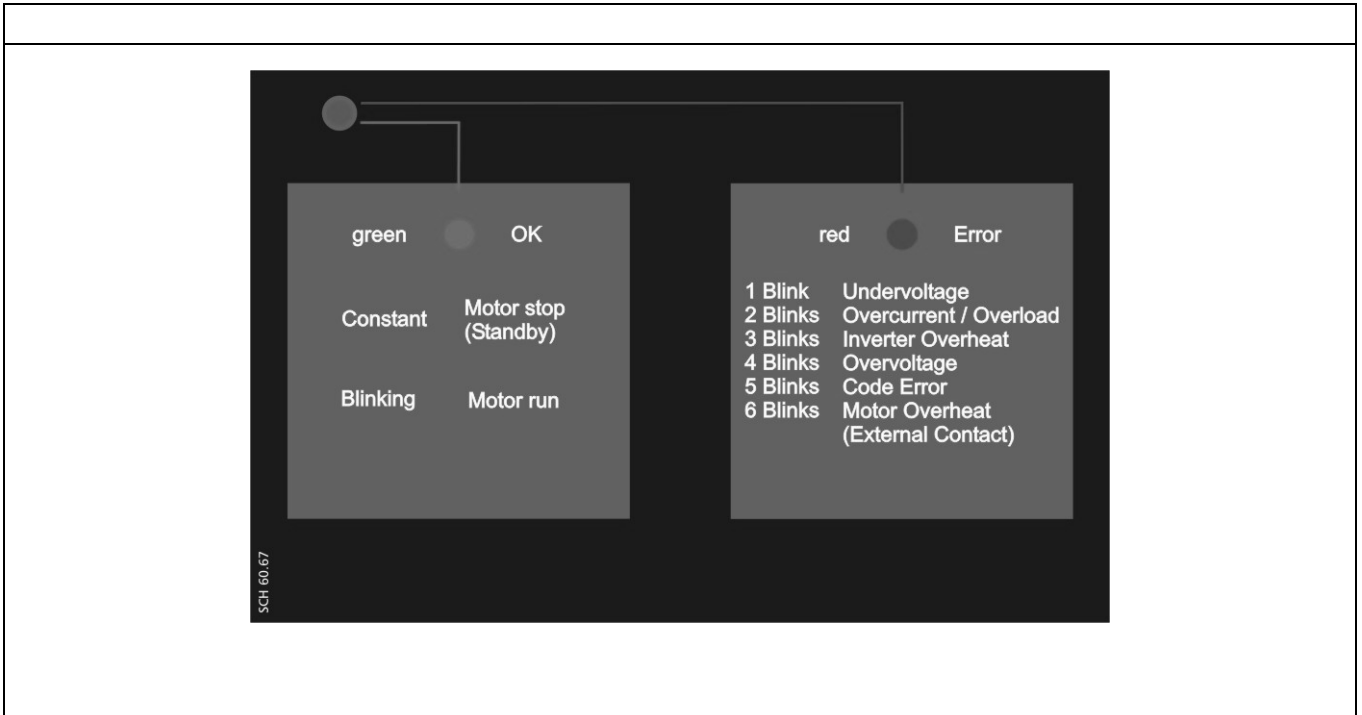 green OK
Constant Motor stop
(Standby)
Blinking Motor run
red Error
1 Blink Undervoltage
2 Blinks Overcurrent / Overload
3 Blinks Inverter Overheat
4 Blinks Overvoltage
5 Blinks Code Error
6 Blinks Motor Overheat
(External Contact)
SCH 60.67